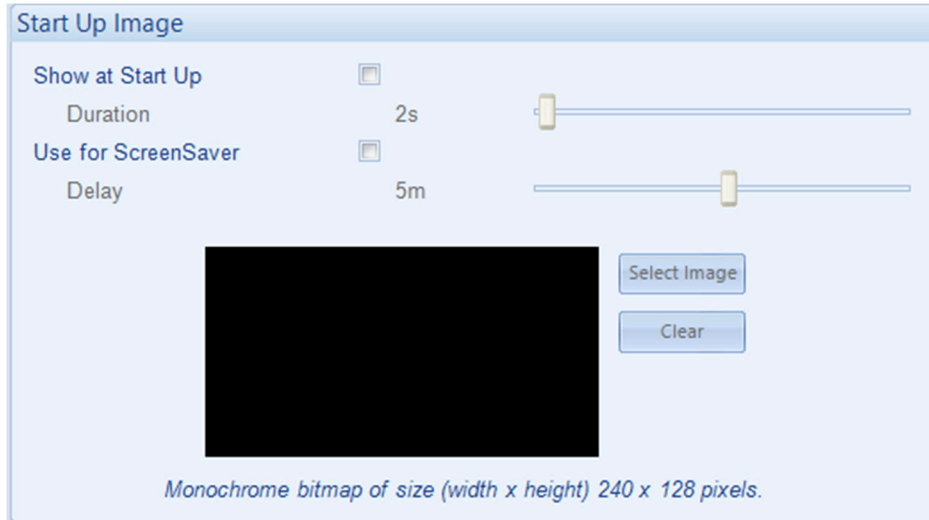 Start Up Image
Show at Start Up
Duration 2s
Use for ScreenSaver
Delay 5m
Select Image
Clear
Monochrome bitmap of size (width x height) 240 x 128 pixels.